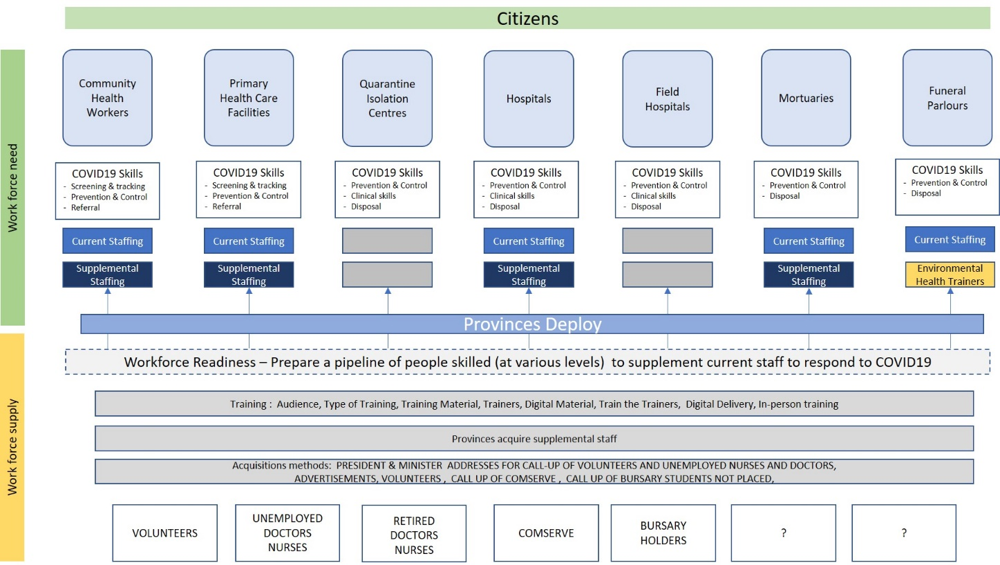 Citizens
Work force need
Community
Health
Workers
Primary
Health Care
Facilities
Quarantine
Isolation
Centres
Hospitals
Field
Hospitals
Mortuaries
Funeral
Parlours
COVID19 Skills
- Screening & tracking
- Prevention & Control
- Referral
COVID19 Skills
- Screening & tracking
- Prevention & Control
- Referral
COVID19 Skills
- Prevention & Control
- Clinical skills
- Disposal
COVID19 Skills
- Prevention & Control
- Clinical skills
- Disposal
COVID19 Skills
- Prevention & Control
- Clinical skills
- Disposal
COVID19 Skills
- Prevention & Control
- Disposal
COVID19 Skills
- Prevention & Control
- Disposal
Current Staffing
Current Staffing
Current Staffing
Current Staffing
Current Staffing
Supplemental
Staffing
Supplemental
Staffing
Supplemental
Staffing
Supplemental
Staffing
Environmental
Health Trainers
Provinces Deploy
Work force supply
Workforce Readiness – Prepare a pipeline of people skilled (at various levels) to supplement current staff to respond to COVID19
Training : Audience, Type of Training, Training Material, Trainers, Digital Material, Train the Trainers, Digital Delivery, In-person training
Provinces acquire supplemental staff
Acquisitions methods: PRESIDENT & MINISTER ADDRESSES FOR CALL-UP OF VOLUNTEERS AND UNEMPLOYED NURSES AND DOCTORS,
ADVERTISEMENTS, VOLUNTEERS , CALL UP OF COMSERVE , CALL UP OF BURSARY STUDENTS NOT PLACED,
VOLUNTEERS
UNEMPLOYED
DOCTORS
NURSES
RETIRED
DOCTORS
NURSES
COMSERVE
BURSARY
HOLDERS
?
?